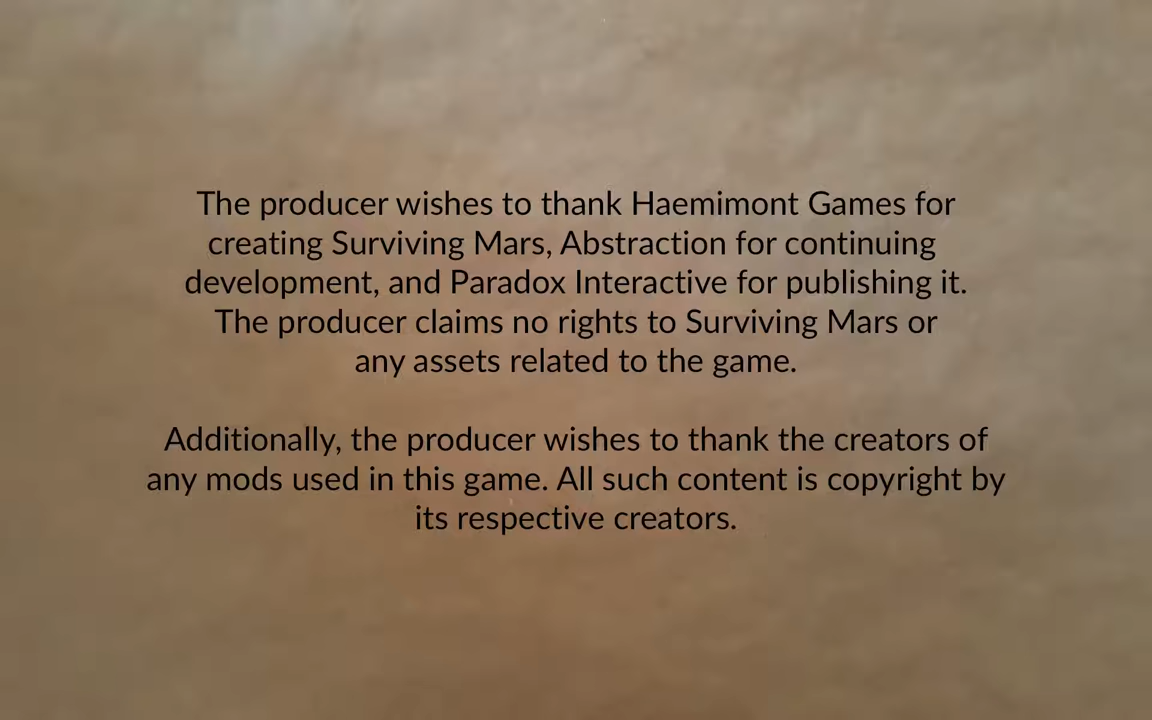 The producer wishes to thank Haemimont Games for
creating Surviving Mars, Abstraction for continuing
development, and Paradox Interactive for publishing it.
The producer claims no rights to Surviving Mars or
any assets related to the game.
Additionally, the producer wishes to thank the creators of
any mods used in this game. All such content is copyright by
its respective creators.